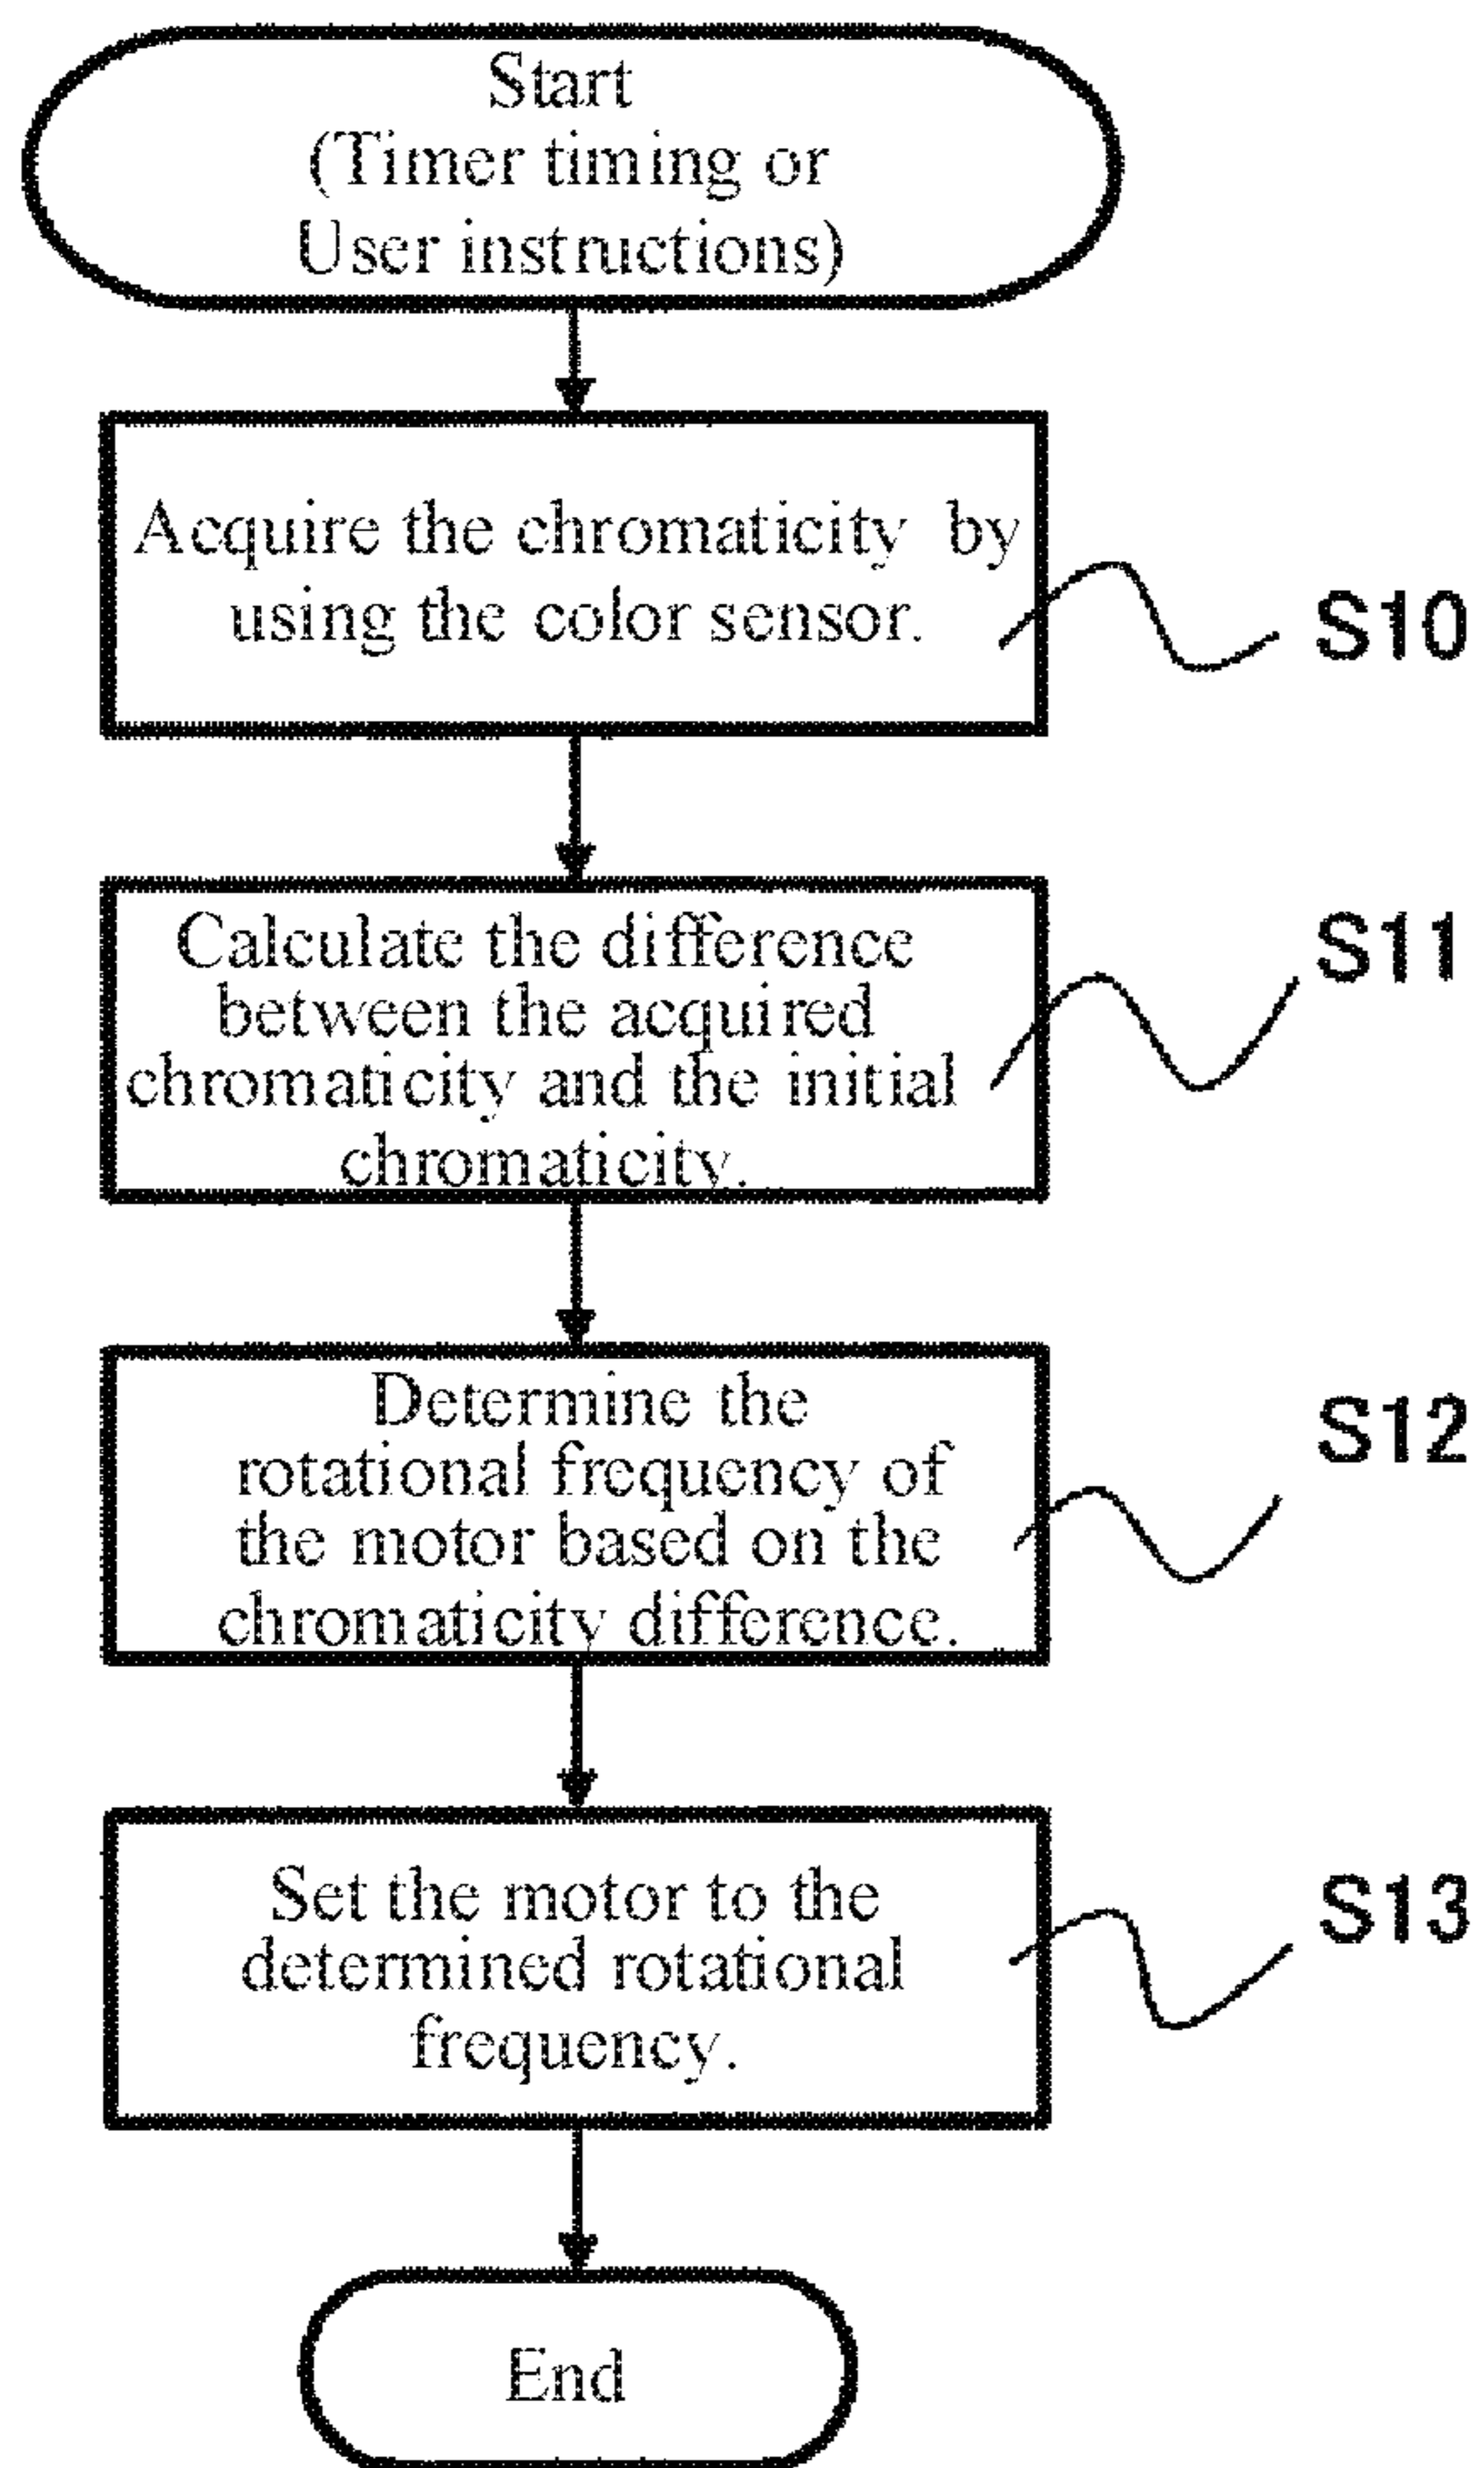 Start
(Timer timing or
User instructions)
Acquire the chromaticity by
using the color sensor.
S10
Calculate the difference
between the acquired
chromaticity and the initial
chromaticity.
S11
Determine the
rotational frequency of
the motor based on the
chromaticity difference.
S12
Set the motor to the
determined rotational
frequency.
S13
End